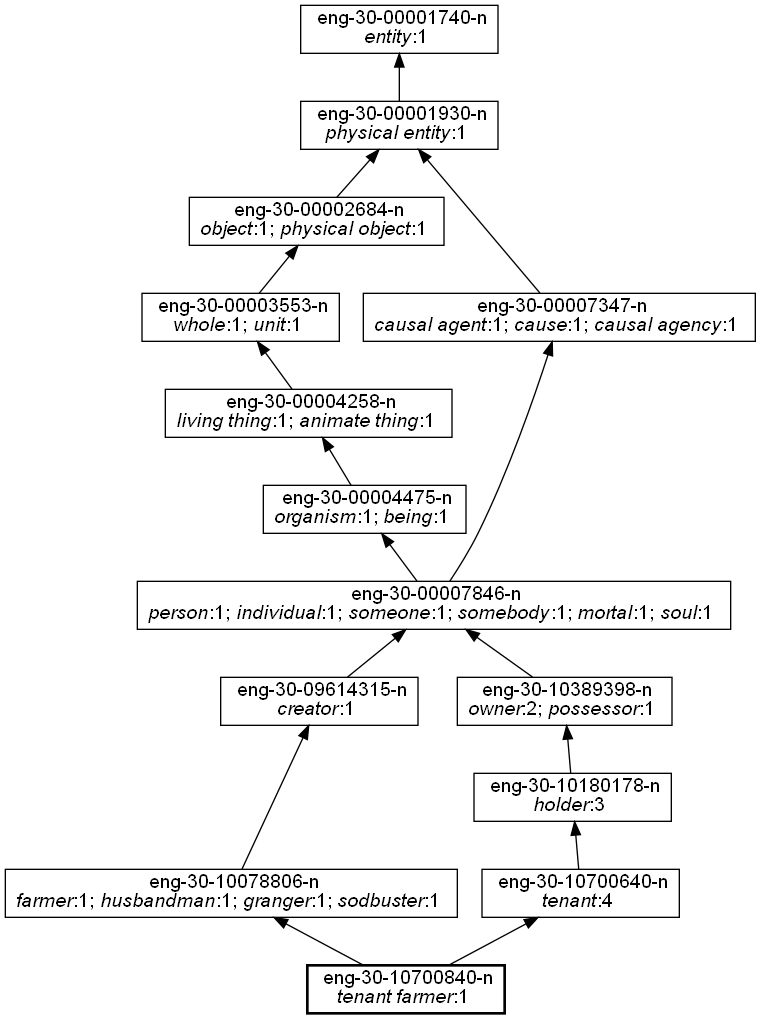 eng-30-00001740-n
entity:1
eng-30-00001930-n
physical entity:1
eng-30-00002684-n
object:1; physical object:1
eng-30-00003553-n
whole:1; unit:1
eng-30-00007347-n
causal agent:1; cause:1; causal agency:1
eng-30-00004258-n
living thing:1; animate thing:1
eng-30-00004475-n
organism:1; being:1
eng-30-00007846-n
person:1; individual:1; someone:1; somebody:1; mortal:1; soul:1
eng-30-09614315-n
creator:1
eng-30-10389398-n
owner:2; possessor:1
eng-30-10180178-n
holder:3
eng-30-10078806-n
farmer:1; husbandman:1; granger:1; sodbuster:1
eng-30-10700640-n
tenant:4
eng-30-10700840-n
tenant farmer:1